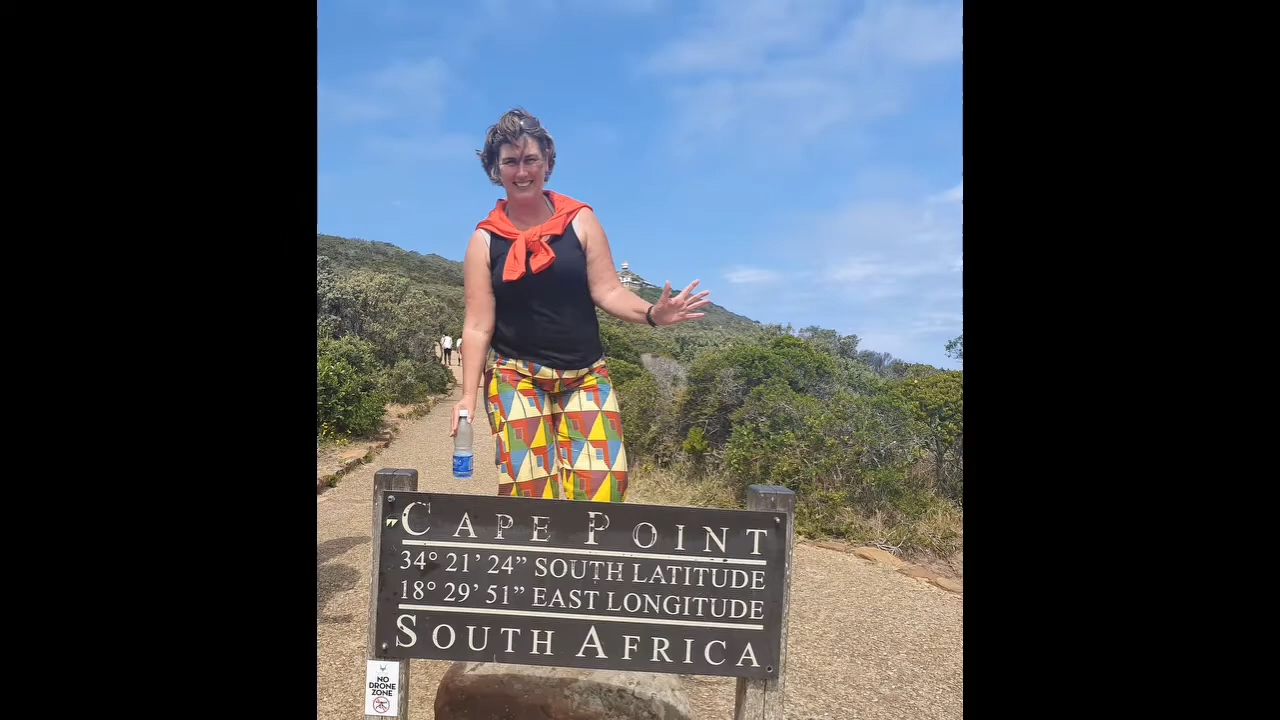 CAPE POINT
34° 21' 24" SOUTH LATITUDE
18° 29' 51" EAST LONGITUDE
SOUTH AFRICA
NO
DRONE
ZONE